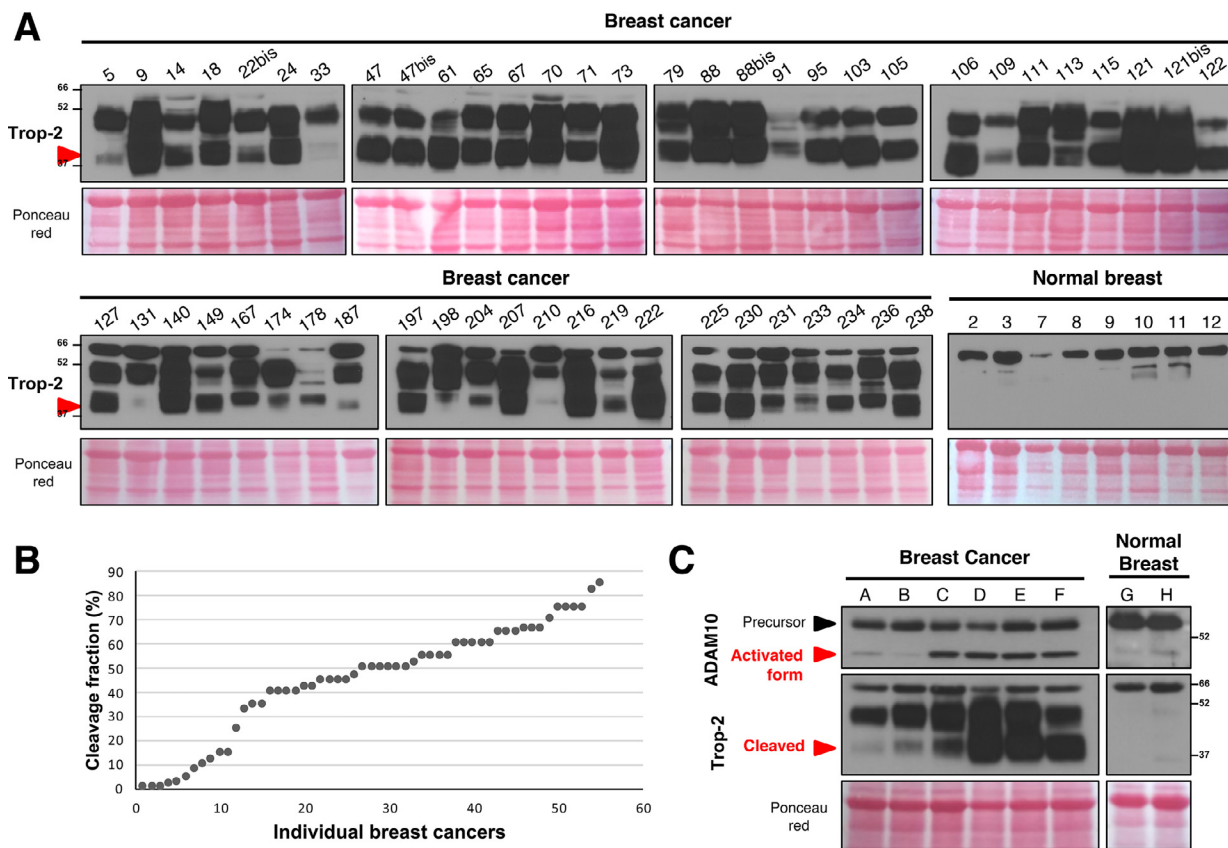 A
Breast cancer
5 9 14 18 22bis 24 33 47 47bis 61 65 67 70 71 73 79 88 88bis 91 95 103 105 106 109 111 113 115 121 121bis 122
66
52
Trop-2
37
Ponceau
red
Breast cancer
Normal breast
127 131 140 149 167 174 178 187 197 198 204 207 210 216 219 222 225 230 231 233 234 236 238 2 3 7 8 9 10 11 12
66
52
Trop-2
37
Ponceau
red
B
Cleavage fraction (%)
90
80
70
60
50
40
30
20
10
0
0 10 20 30 40 50 60
Individual breast cancers
C
Breast Cancer
Normal
Breast
A B C D E F G H
ADAM10
Precursor
52
Activated
form
66
52
Trop-2
Cleaved
37
Ponceau
red